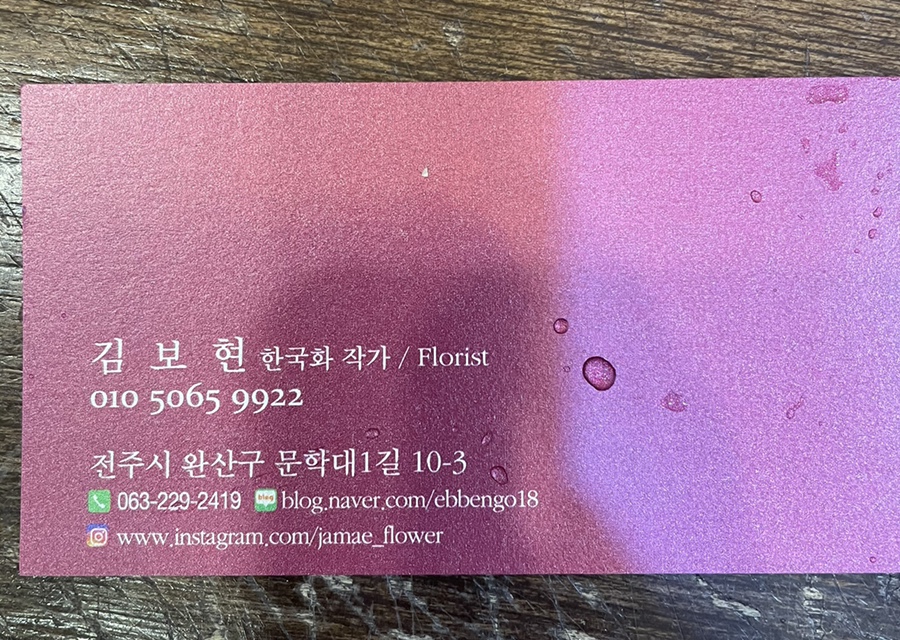 김 보 현 한국화 작가 / Florist
010 5065 9922
전주시 완산구 문학대1길 10-3
063-229-2419 blog blog.naver.com/ebbengo18
www.instagram.com/jamae_flower